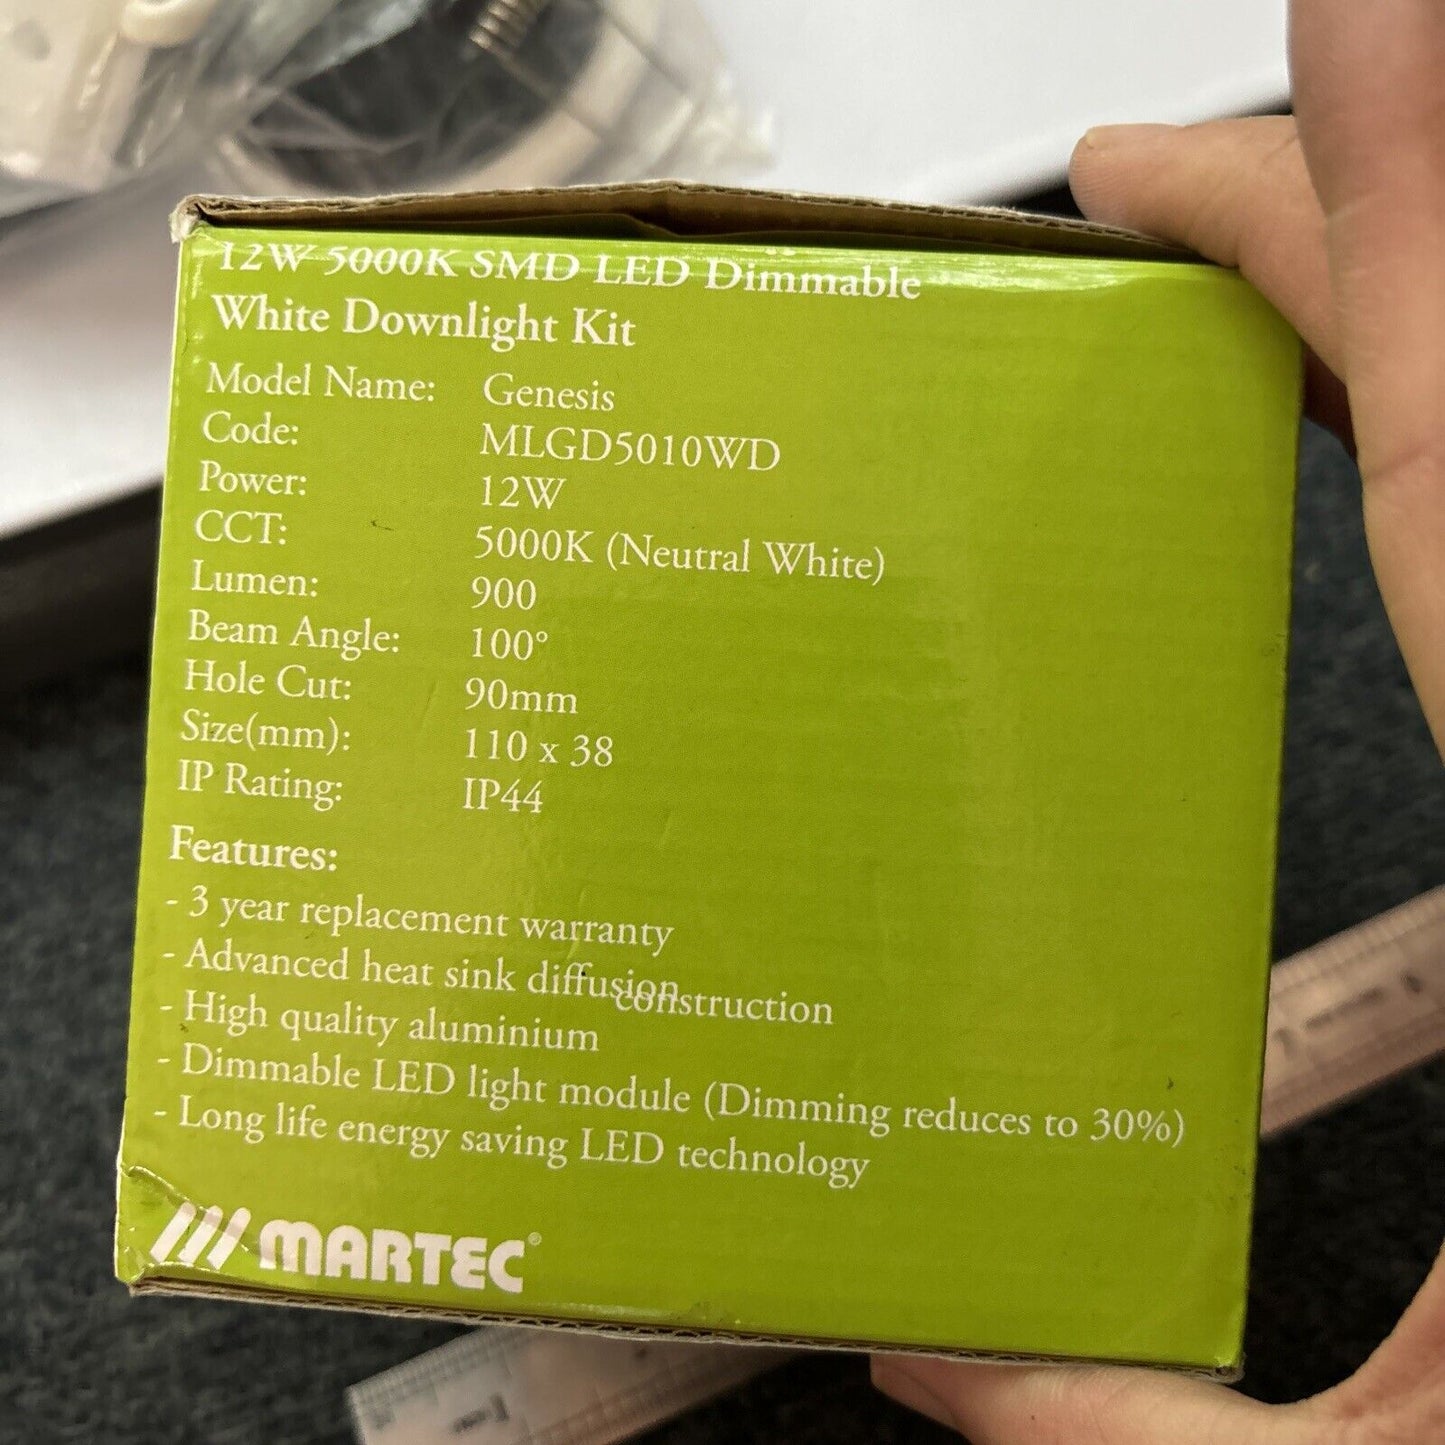 12W 5000K SMD LED Dimmable
White Downlight Kit
Model Name: Genesis
Code: MLGD5010WD
Power: 12W
CCT: 5000K (Neutral White)
Lumen: 900
Beam Angle: 100°
Hole Cut: 90mm
Size(mm): 110 x 38
IP Rating: IP44
Features:
- 3 year replacement warranty
- Advanced heat sink diffusion
- High quality aluminium construction
- Dimmable LED light module (Dimming reduces to 30%)
- Long life energy saving LED technology
MARTEC®